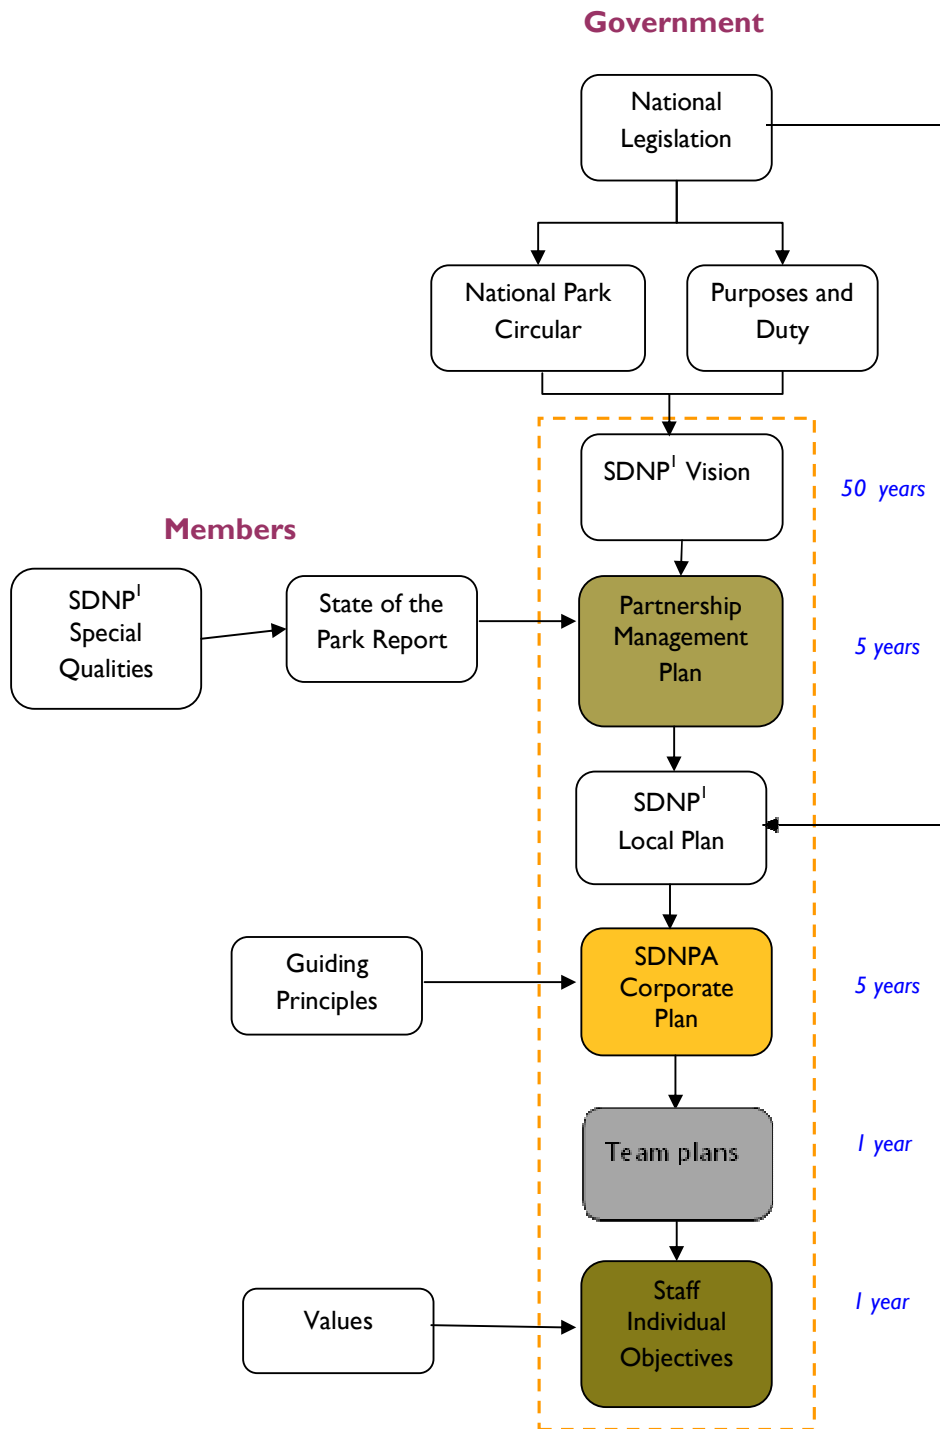 Government
National
Legislation
National Park
Circular
Purposes and
Duty
SDNP¹ Vision
50 years
Members
SDNP¹
Special
Qualities
State of the
Park Report
Partnership
Management
Plan
5 years
SDNP¹
Local Plan
Guiding
Principles
SDNPA
Corporate
Plan
5 years
Team plans
1 year
Values
Staff
Individual
Objectives
1 year